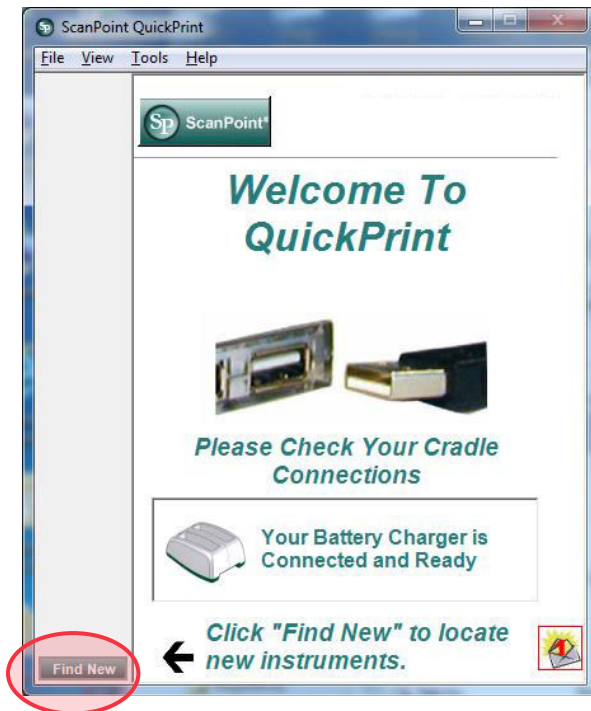 ScanPoint QuickPrint
File View Tools Help
Sp ScanPoint®
Welcome To
QuickPrint
Please Check Your Cradle
Connections
Your Battery Charger is
Connected and Ready
Click "Find New" to locate
new instruments.
Find New